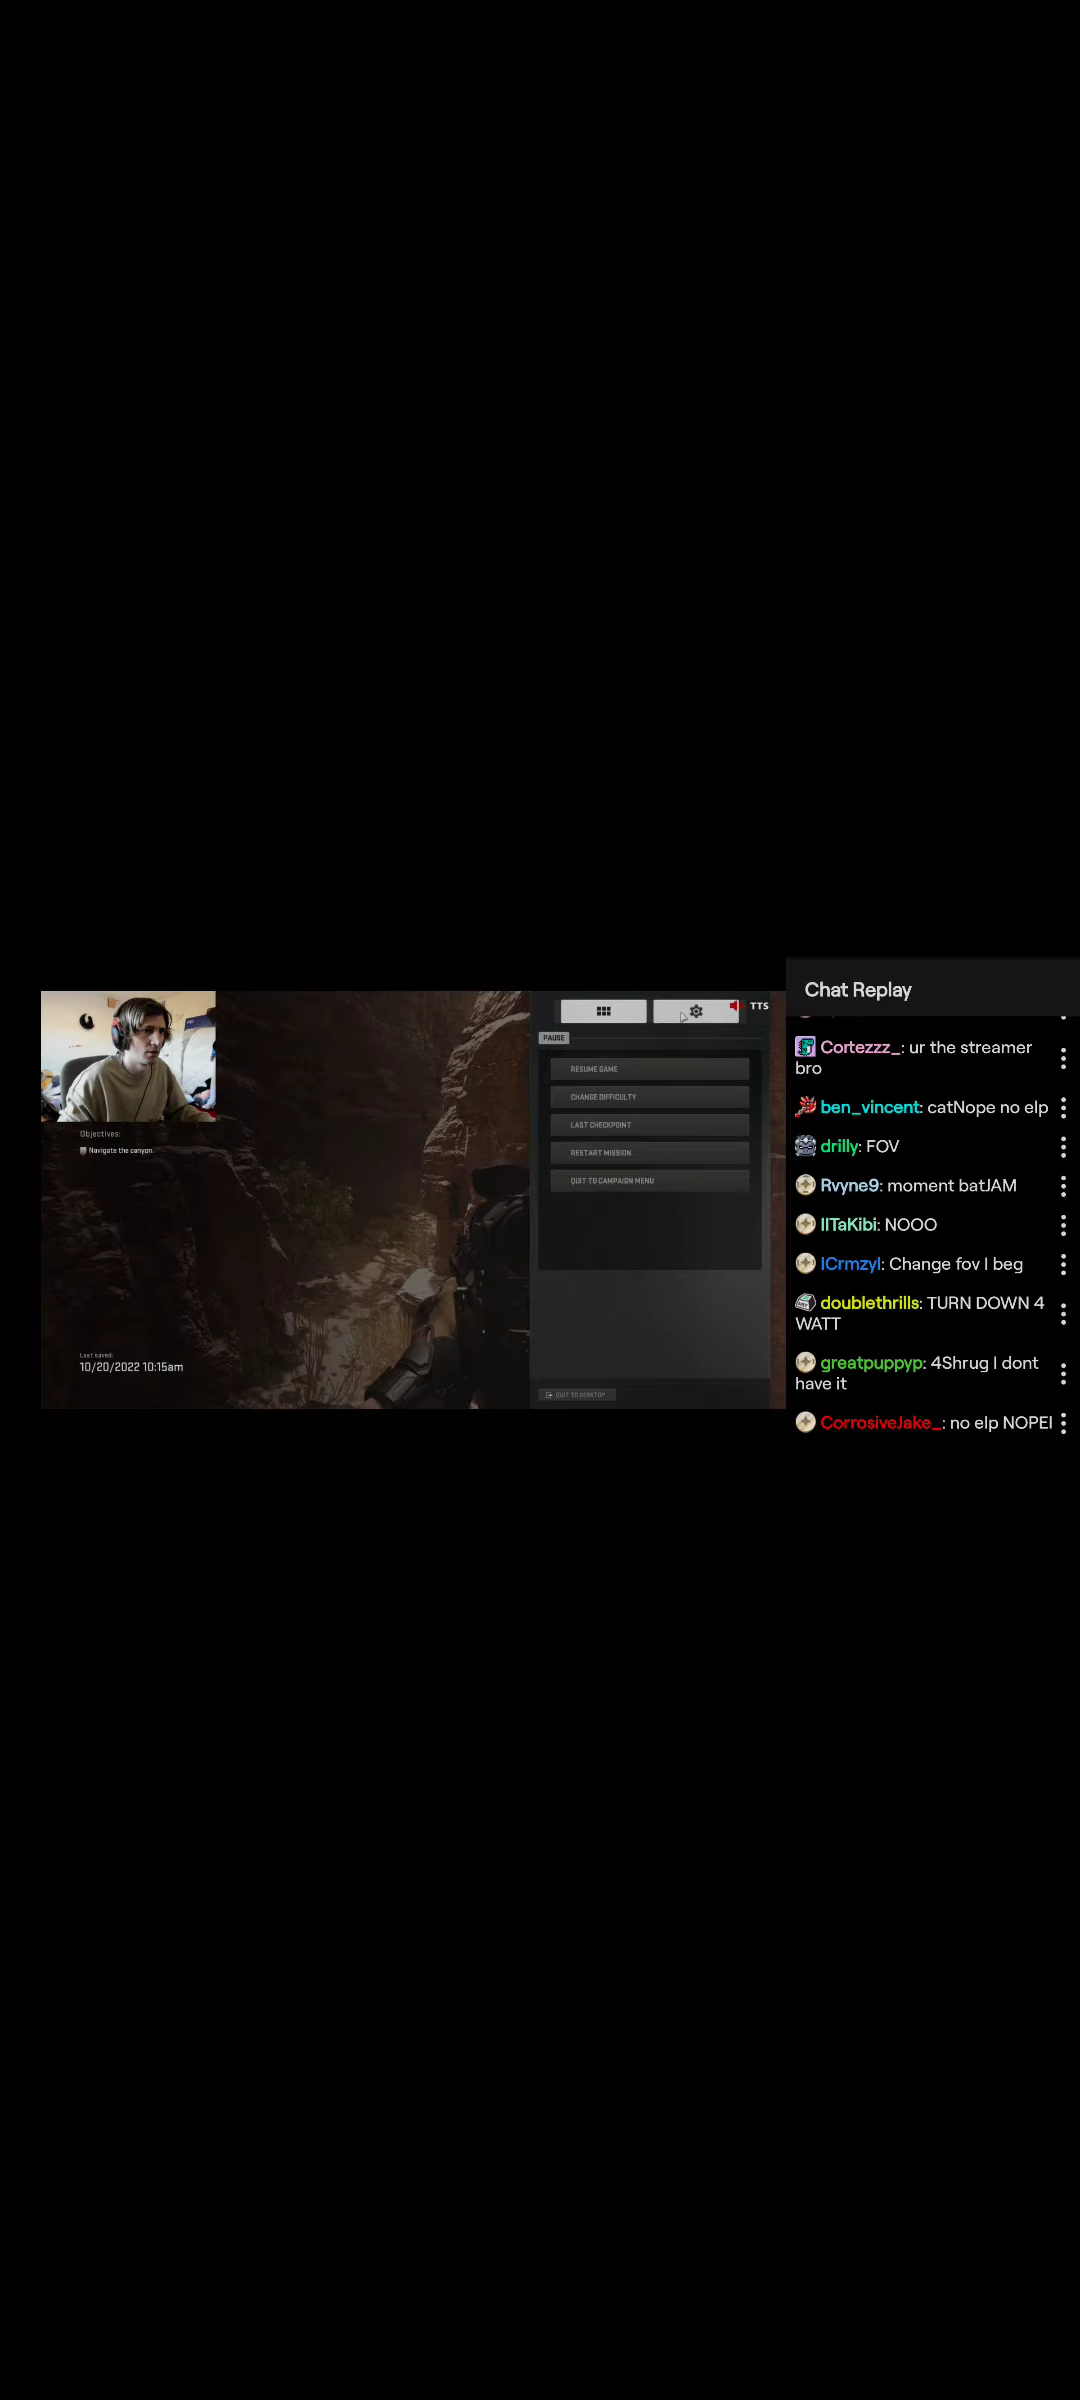 Chat Replay
TTS
PAUSE
RESUME GAME
CHANGE DIFFICULTY
LAST CHECKPOINT
RESTART MISSION
QUIT TO CAMPAIGN MENU
Objectives:
Navigate the canyon.
Last saved:
10/20/2022 10:15am
QUIT TO DESKTOP
Cortezzz_: ur the streamer
bro
ben_vincent: catNope no elp
drilly: FOV
Rvyne9: moment batJAM
IITaKibi: NOOO
ICrmzyI: Change fov I beg
doublethrills: TURN DOWN 4
WATT
greatpuppyp: 4Shrug I dont
have it
CorrosiveJake_: no elp NOPEI